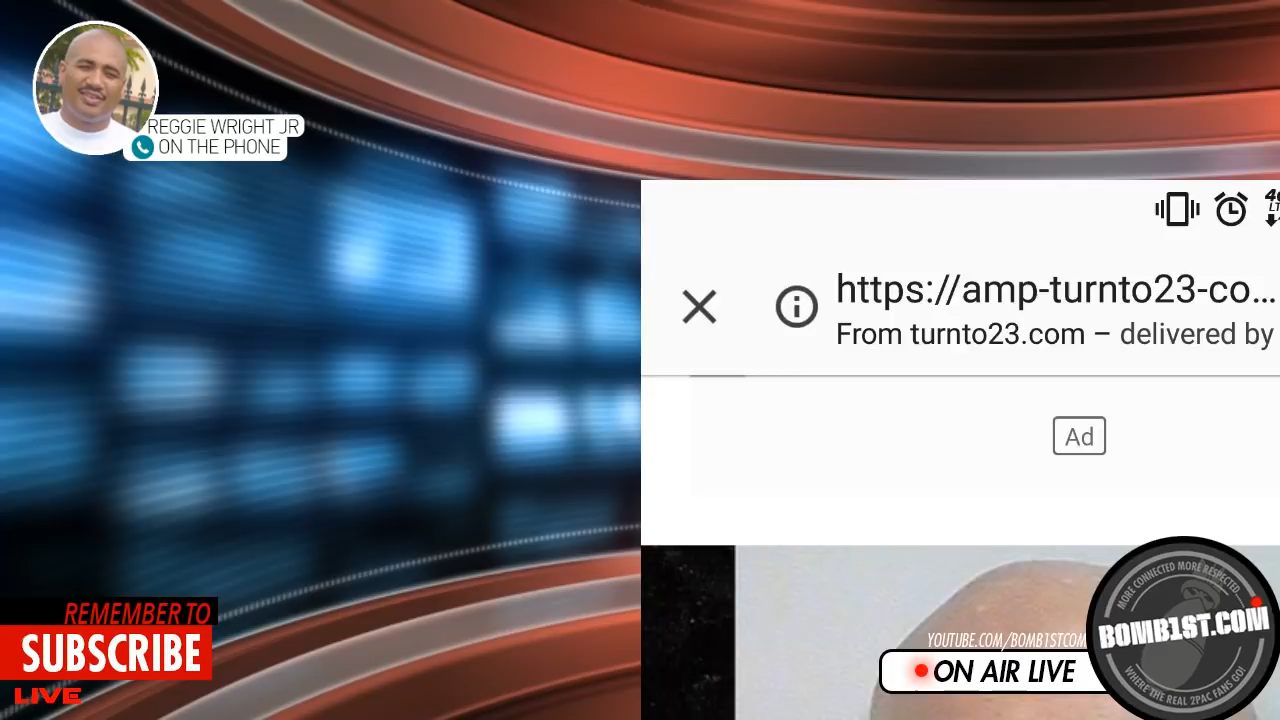 REGGIE WRIGHT JR
ON THE PHONE
https://amp-turnto23-co...
From turnto23.com – delivered by
Ad
REMEMBER TO
SUBSCRIBE
LIVE
YOUTUBE.COM/BOMB1STCOM
ON AIR LIVE
MORE CONNECTED MORE RESPECTED
BOMB1ST.COM
WHERE THE REAL 2PAC FANS GO!